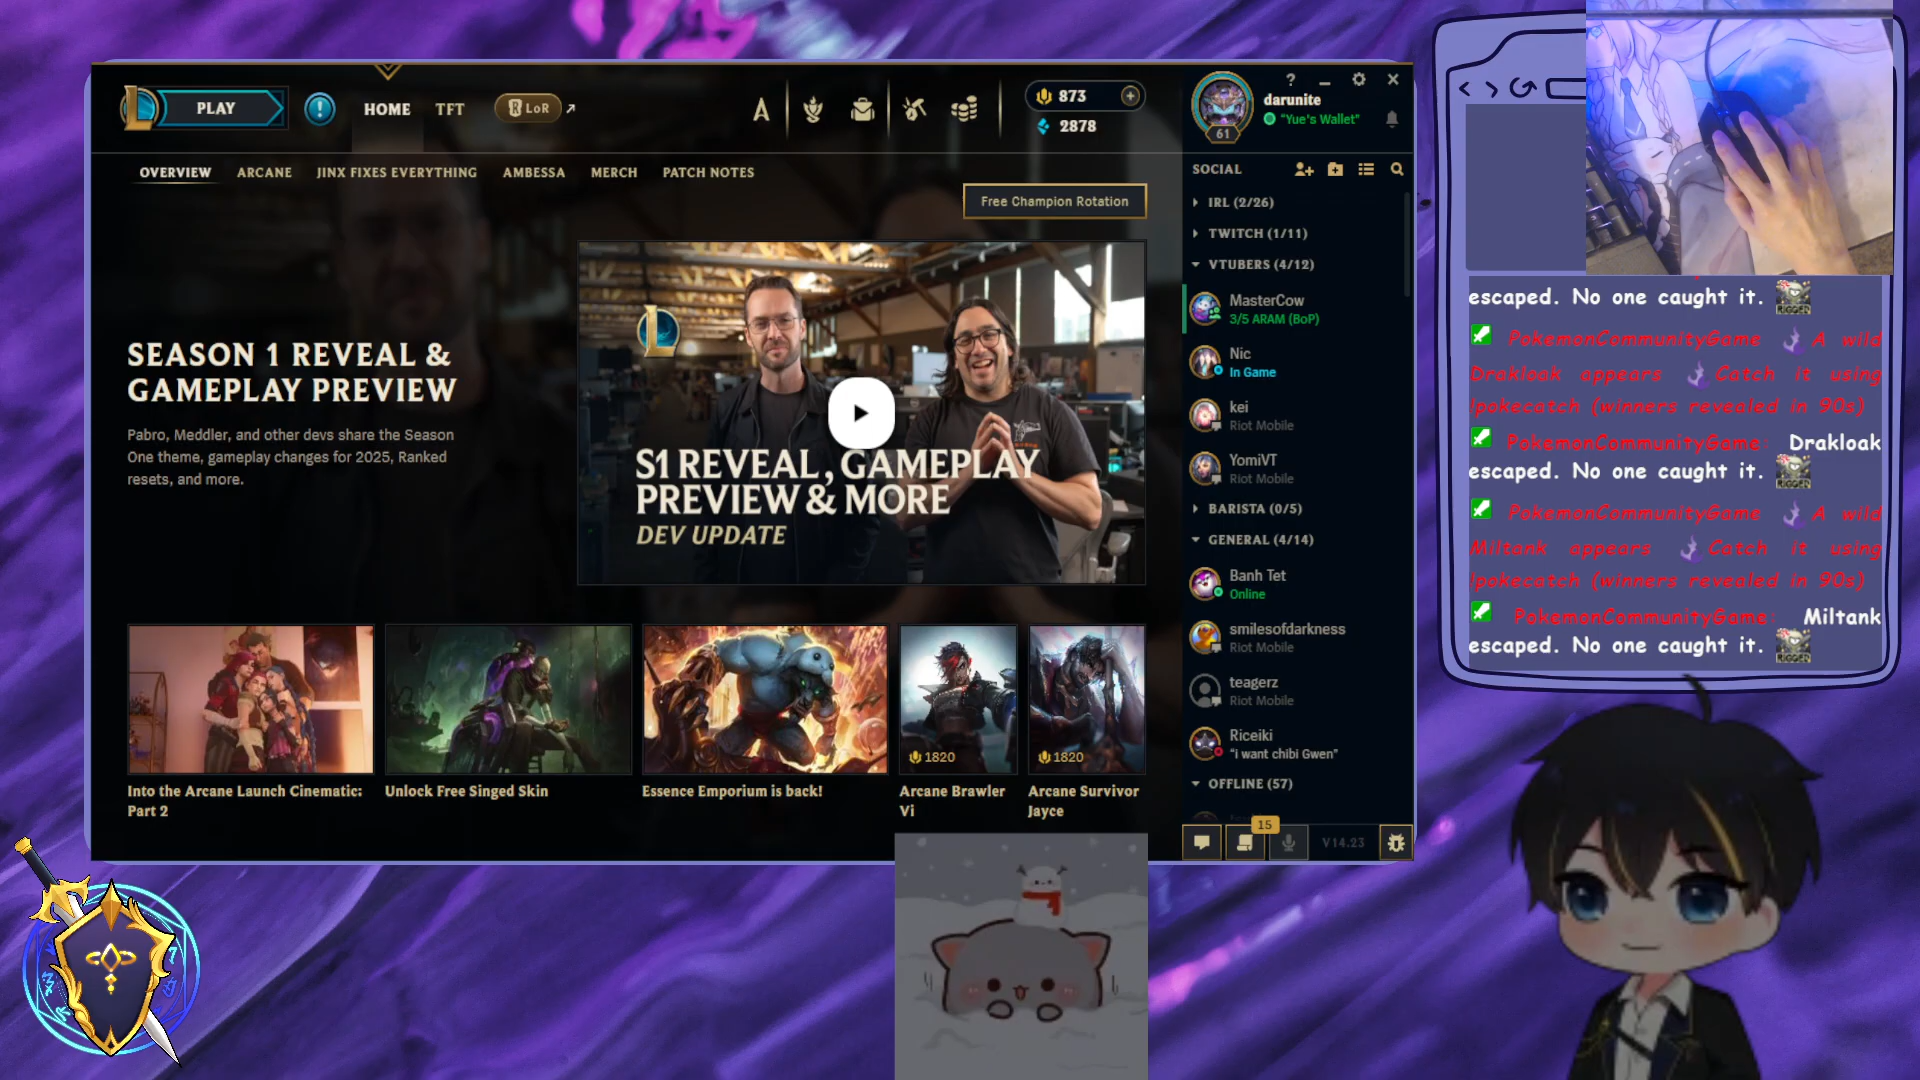 PLAY
HOME
TFT
LoR
873
2878
darunite
"Yue's Wallet"
61
OVERVIEW
ARCANE
JINX FIXES EVERYTHING
AMBESSA
MERCH
PATCH NOTES
Free Champion Rotation
SEASON 1 REVEAL &
GAMEPLAY PREVIEW
Pabro, Meddler, and other devs share the Season
One theme, gameplay changes for 2025, Ranked
resets, and more.
S1 REVEAL, GAMEPLAY
PREVIEW & MORE
DEV UPDATE
1820
1820
Into the Arcane Launch Cinematic:
Part 2
Unlock Free Singed Skin
Essence Emporium is back!
Arcane Brawler
Vi
Arcane Survivor
Jayce
SOCIAL
IRL (2/26)
TWITCH (1/11)
VTUBERS (4/12)
MasterCow
3/5 ARAM (BoP)
Nic
In Game
kei
Riot Mobile
YomiVT
Riot Mobile
BARISTA (0/5)
GENERAL (4/14)
Banh Tet
Online
smilesofdarkness
Riot Mobile
teagerz
Riot Mobile
Riceiki
"i want chibi Gwen"
OFFLINE (57)
15
V14.23
escaped. No one caught it.
PokemonCommunityGame A wild
Drakloak appears Catch it using
!pokecatch (winners revealed in 90s)
PokemonCommunityGame: Drakloak
escaped. No one caught it.
PokemonCommunityGame A wild
Miltank appears Catch it using
!pokecatch (winners revealed in 90s)
PokemonCommunityGame: Miltank
escaped. No one caught it.